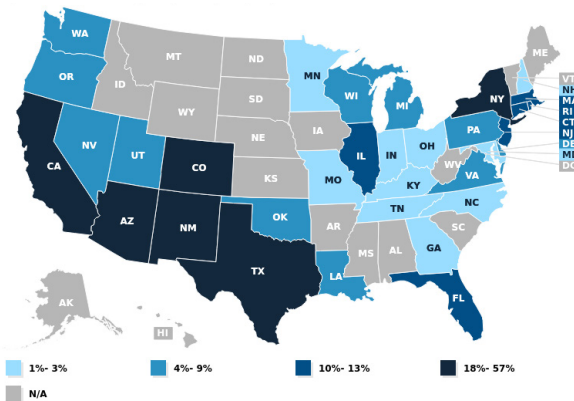 WA
OR
CA
NV
ID
MT
WY
UT
AZ
CO
NM
ND
SD
NE
KS
OK
TX
MN
IA
MO
AR
LA
WI
IL
MI
IN
OH
KY
TN
MS
AL
GA
FL
SC
NC
VA
WV
PA
NY
ME
VT
NH
MA
RI
CT
NJ
DE
DC
AK
HI
1%- 3%
4%- 9%
10%- 13%
18%- 57%
N/A